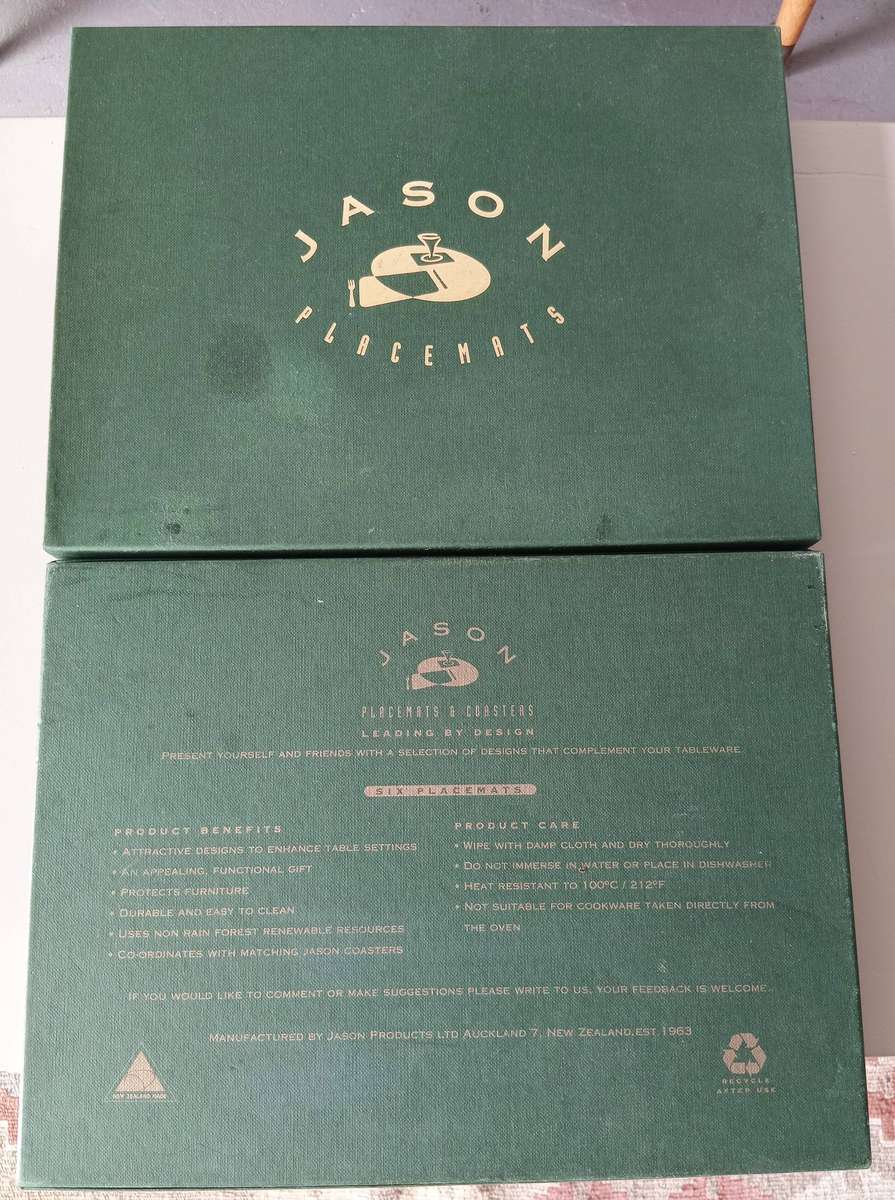 JASON
PLACEMATS
JASON
PLACEMATS & COASTERS
LEADING BY DESIGN
PRESENT YOURSELF AND FRIENDS WITH A SELECTION OF DESIGNS THAT COMPLEMENT YOUR TABLEWARE
SIX PLACEMATS
PRODUCT BENEFITS
• ATTRACTIVE DESIGNS TO ENHANCE TABLE SETTINGS
• AN APPEALING, FUNCTIONAL GIFT
• PROTECTS FURNITURE
• DURABLE AND EASY TO CLEAN
• USES NON RAIN FOREST RENEWABLE RESOURCES
• CO-ORDINATES WITH MATCHING JASON COASTERS
PRODUCT CARE
• WIPE WITH DAMP CLOTH AND DRY THOROUGHLY
• DO NOT IMMERSE IN WATER OR PLACE IN DISHWASHER
• HEAT RESISTANT TO 100ºC / 212ºF
• NOT SUITABLE FOR COOKWARE TAKEN DIRECTLY FROM
THE OVEN
IF YOU WOULD LIKE TO COMMENT OR MAKE SUGGESTIONS PLEASE WRITE TO US, YOUR FEEDBACK IS WELCOME.
MANUFACTURED BY JASON PRODUCTS LTD AUCKLAND 7, NEW ZEALAND.EST.1963
NEW ZEALAND MADE
RECYCLE
AFTER USE